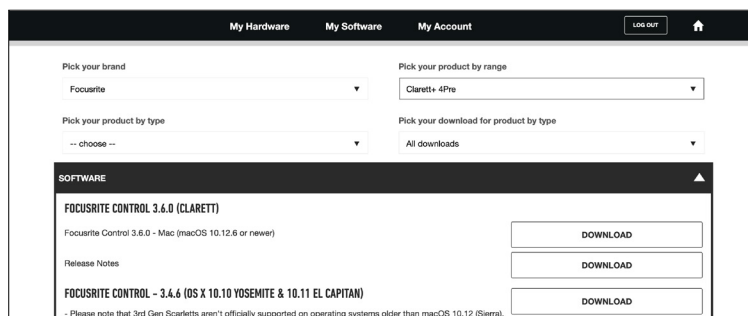 My Hardware My Software My Account LOG OUT
Pick your brand Pick your product by range
Focusrite Clarett+ 4Pre
Pick your product by type Pick your download for product by type
-- choose -- All downloads
SOFTWARE
FOCUSRITE CONTROL 3.6.0 (CLARETT)
Focusrite Control 3.6.0 - Mac (macOS 10.12.6 or newer) DOWNLOAD
Release Notes DOWNLOAD
FOCUSRITE CONTROL - 3.4.6 (OS X 10.10 YOSEMITE & 10.11 EL CAPITAN) DOWNLOAD
- Please note that 3rd Gen Scarletts aren't officially supported on operating systems older than macOS 10.12 (Sierra).